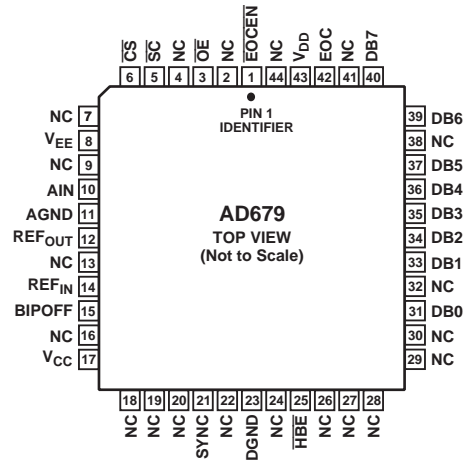 CS SC NC OE NC EOCEN NC VDD EOC NC DB7
6 5 4 3 2 1 44 43 42 41 40
PIN 1
IDENTIFIER
NC 7
VEE 8
NC 9
AIN 10
AGND 11
REFOUT 12
NC 13
REFIN 14
BIPOFF 15
NC 16
VCC 17
AD679
TOP VIEW
(Not to Scale)
39 DB6
38 NC
37 DB5
36 DB4
35 DB3
34 DB2
33 DB1
32 NC
31 DB0
30 NC
29 NC
18 19 20 21 22 23 24 25 26 27 28
NC NC NC SYNC NC DGND NC HBE NC NC NC